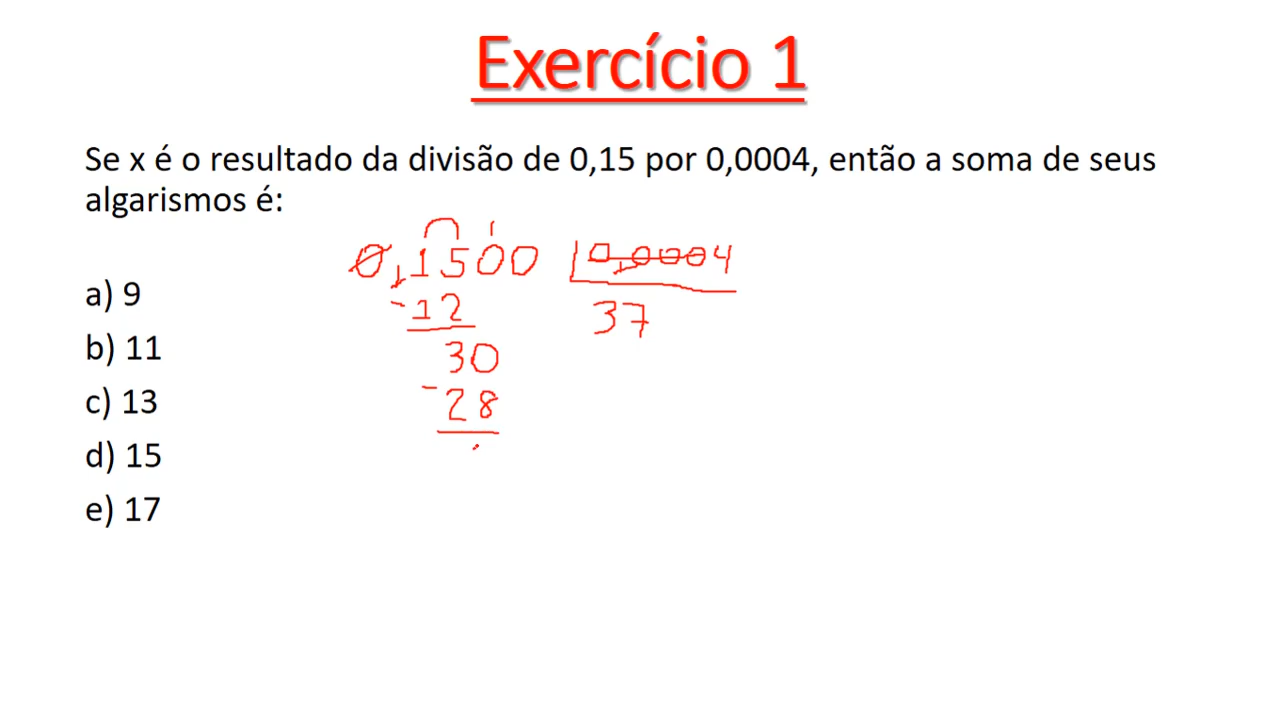 Exercício 1
Se x é o resultado da divisão de 0,15 por 0,0004, então a soma de seus
algarismos é:
0,1500 0,0004
-12 37
a) 9
30
b) 11
-28
c) 13
d) 15
e) 17